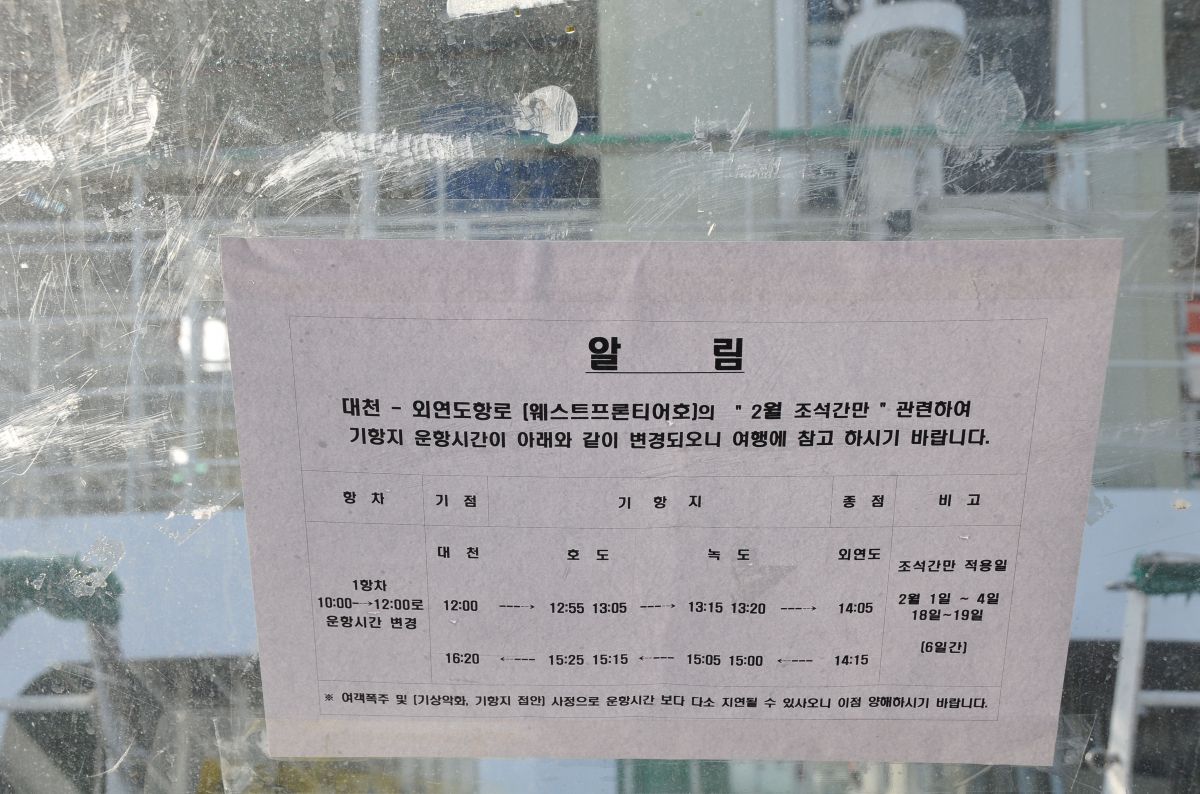 알 림
대천 - 외연도항로 [웨스트프론티어호]의 " 2월 조석간만 " 관련하여
기항지 운항시간이 아래와 같이 변경되오니 여행에 참고 하시기 바랍니다.
항 차 기 점 기 항 지 종 점 비 고
대 천 호 도 녹 도 외연도
1항차
10:00-→12:00로
운항시간 변경
12:00 ---→ 12:55 13:05 ---→ 13:15 13:20 ---→ 14:05
16:20 ←--- 15:25 15:15 ←--- 15:05 15:00 ←--- 14:15
조석간만 적용일
2월 1일 ~ 4일
18일~19일
[6일간]
※ 여객폭주 및 [기상악화, 기항지 접안] 사정으로 운항시간 보다 다소 지연될 수 있사오니 이점 양해하시기 바랍니다.